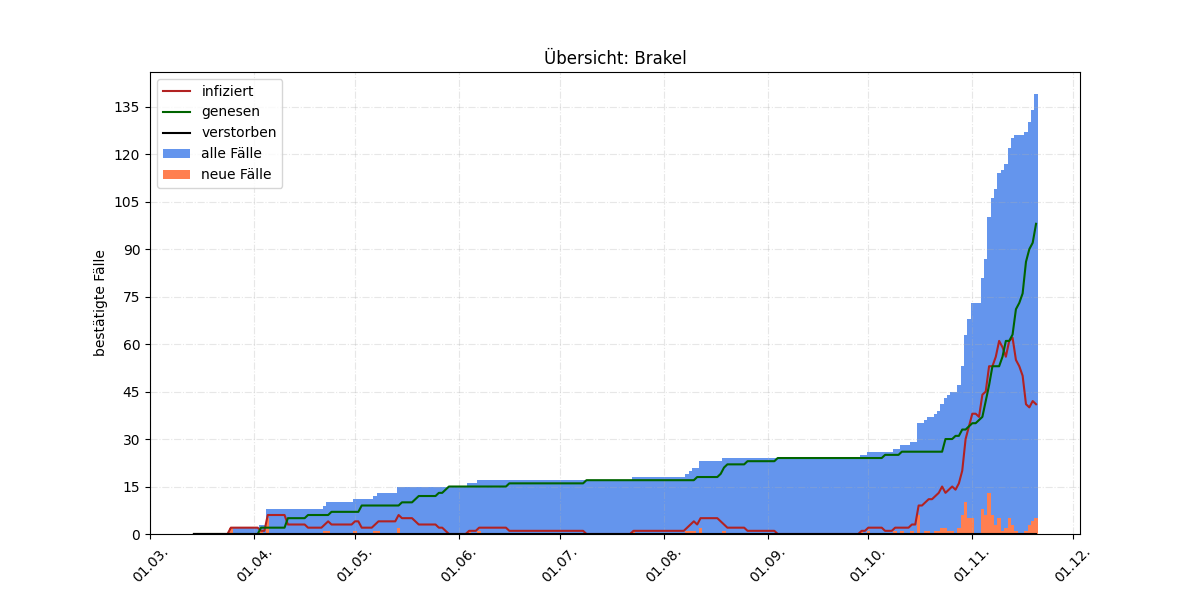 Übersicht: Brakel
infiziert
genesen
verstorben
alle Fälle
neue Fälle
bestätigte Fälle
135
120
105
90
75
60
45
30
15
0
01.03.
01.04.
01.05.
01.06.
01.07.
01.08.
01.09.
01.10.
01.11.
01.12.